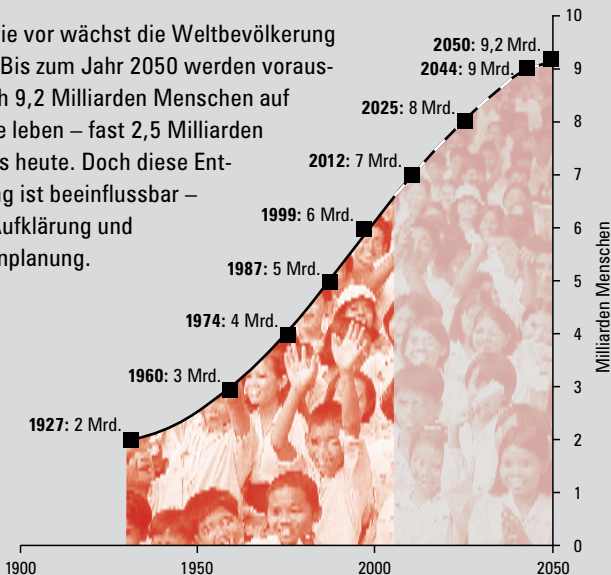 ie vor wächst die Weltbevölkerung
Bis zum Jahr 2050 werden voraus-
h 9,2 Milliarden Menschen auf
e leben – fast 2,5 Milliarden
s heute. Doch diese Ent-
ng ist beeinflussbar –
Aufklärung und
nplanung.
2050: 9,2 Mrd.
2044: 9 Mrd.
2025: 8 Mrd.
2012: 7 Mrd.
1999: 6 Mrd.
1987: 5 Mrd.
1974: 4 Mrd.
1960: 3 Mrd.
1927: 2 Mrd.
10
9
8
7
6
5
4
3
2
1
0
Milliarden Menschen
1900 1950 2000 2050